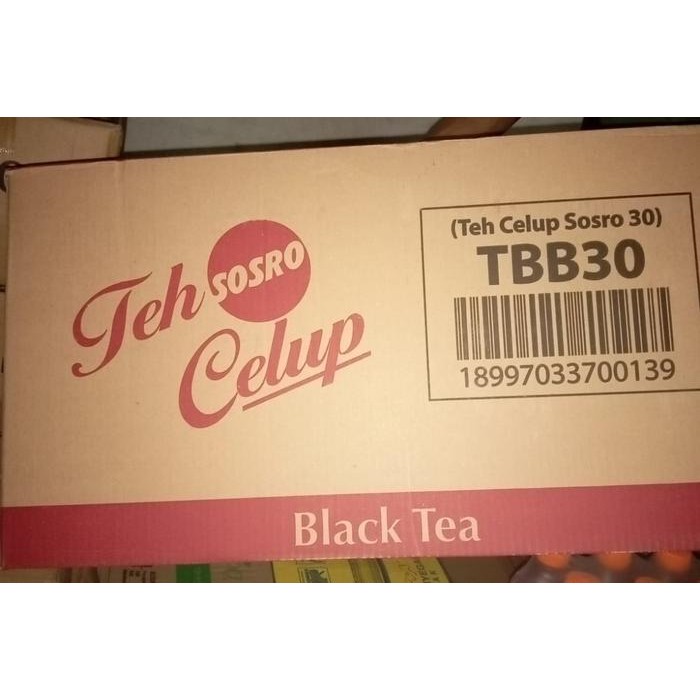 Teh SOSRO
Celup
(Teh Celup Sosro 30)
TBB30
18997033700139
Black Tea